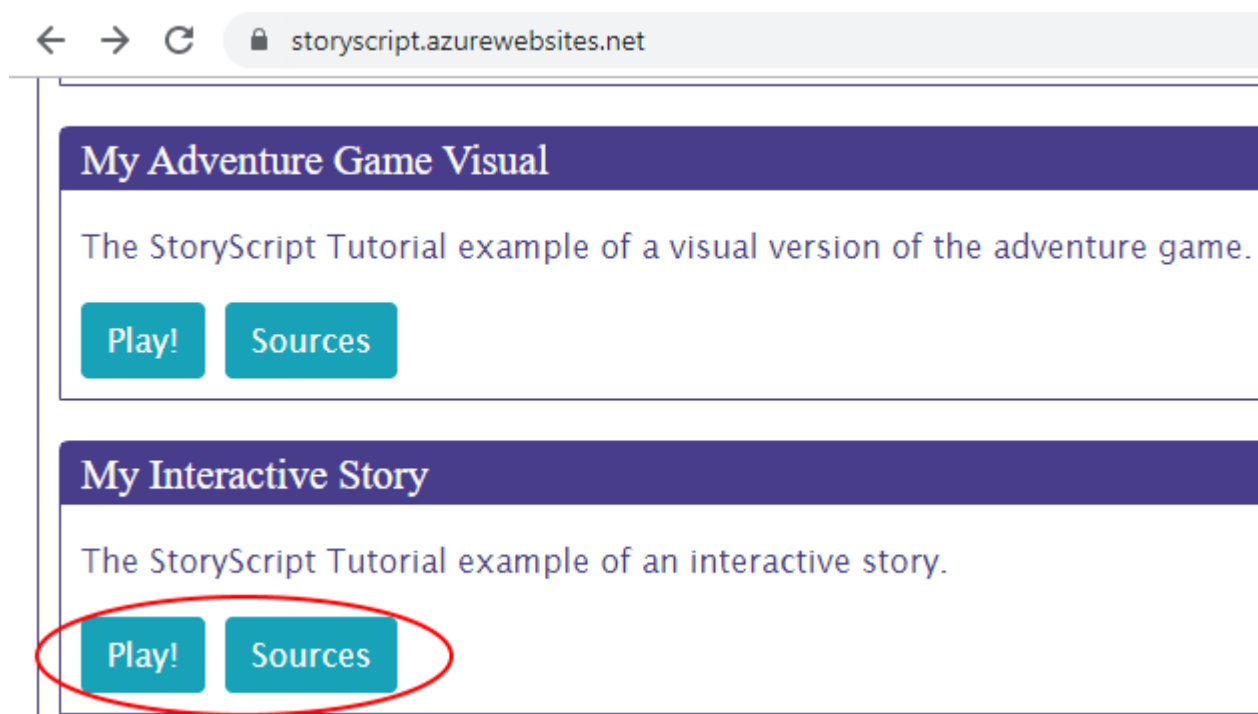 storyscript.azurewebsites.net
My Adventure Game Visual
The StoryScript Tutorial example of a visual version of the adventure game.
Play! Sources
My Interactive Story
The StoryScript Tutorial example of an interactive story.
Play! Sources